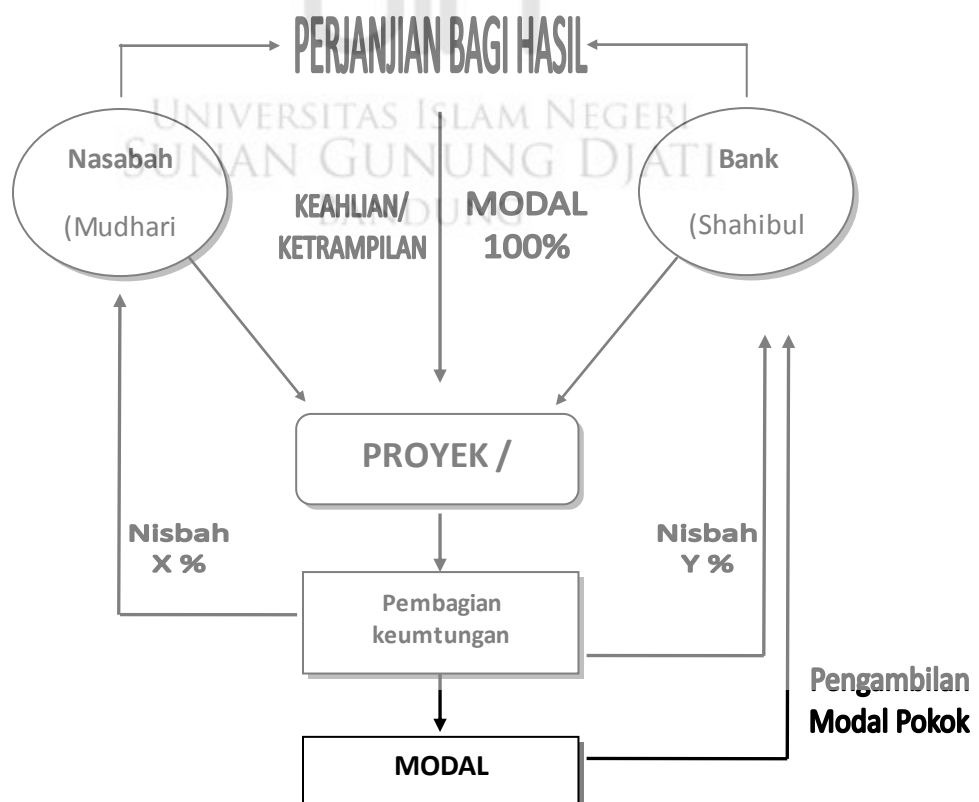 PERJANJIAN BAGI HASIL
UNIVERSITAS ISLAM NEGERI
SUNAN GUNUNG DJATI
BANDUNG
Nasabah
(Mudhari
KEAHLIAN/
KETRAMPILAN
MODAL
100%
Bank
(Shahibul
PROYEK /
Nisbah
X %
Nisbah
Y %
Pembagian
keumtungan
Pengambilan
Modal Pokok
MODAL